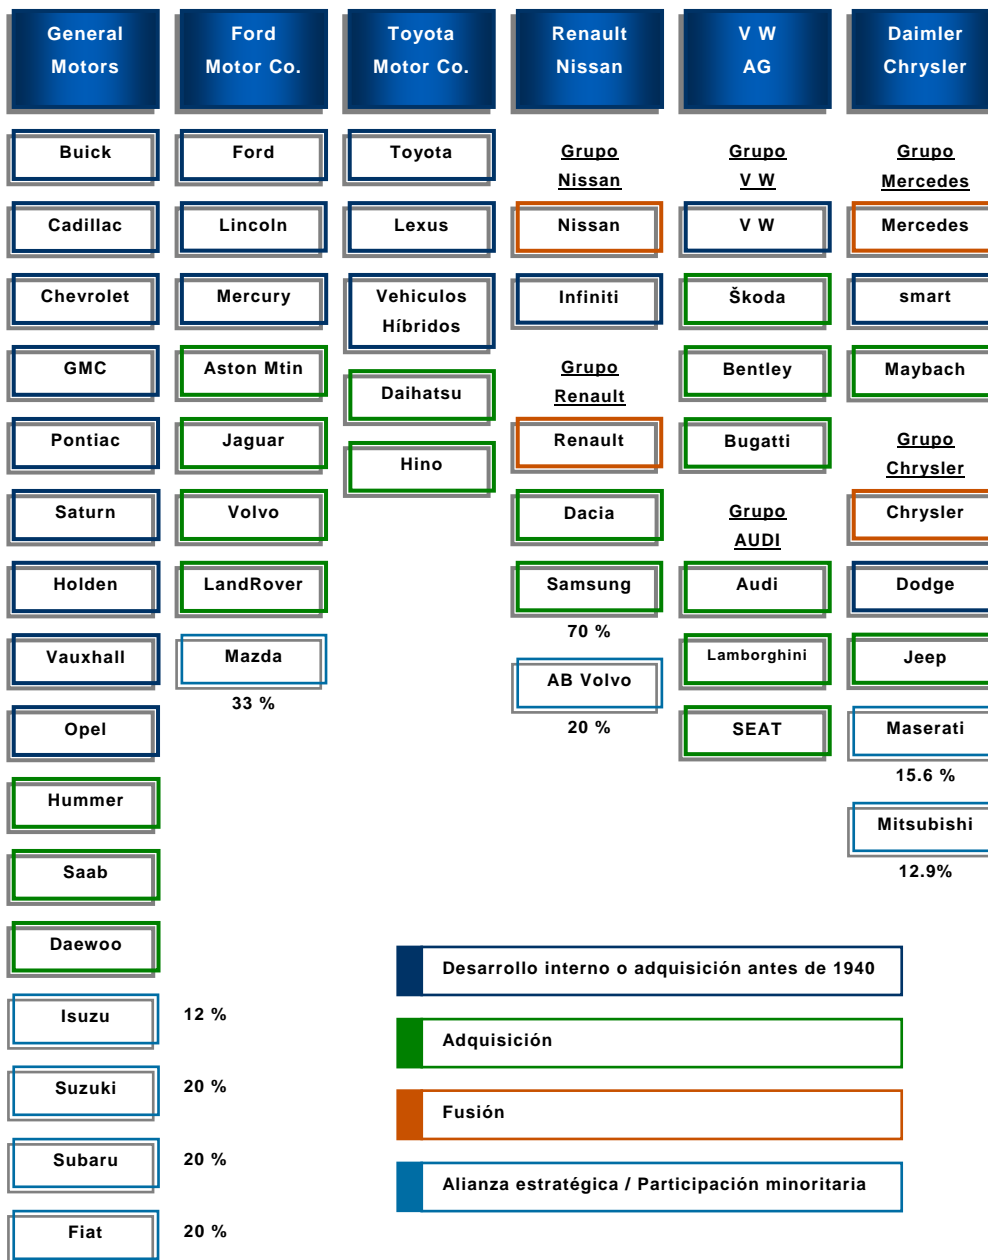 General
Motors
Ford
Motor Co.
Toyota
Motor Co.
Renault
Nissan
V W
AG
Daimler
Chrysler
Buick
Cadillac
Chevrolet
GMC
Pontiac
Saturn
Holden
Vauxhall
Opel
Hummer
Saab
Daewoo
Isuzu
12 %
Suzuki
20 %
Subaru
20 %
Fiat
20 %
Ford
Lincoln
Mercury
Aston Mtin
Jaguar
Volvo
LandRover
Mazda
33 %
Toyota
Lexus
Vehiculos
Híbridos
Daihatsu
Hino
Grupo
Nissan
Nissan
Infiniti
Grupo
Renault
Renault
Dacia
Samsung
70 %
AB Volvo
20 %
Grupo
V W
V W
Škoda
Bentley
Bugatti
Grupo
AUDI
Audi
Lamborghini
SEAT
Grupo
Mercedes
Mercedes
smart
Maybach
Grupo
Chrysler
Chrysler
Dodge
Jeep
Maserati
15.6 %
Mitsubishi
12.9%
Desarrollo interno o adquisición antes de 1940
Adquisición
Fusión
Alianza estratégica / Participación minoritaria